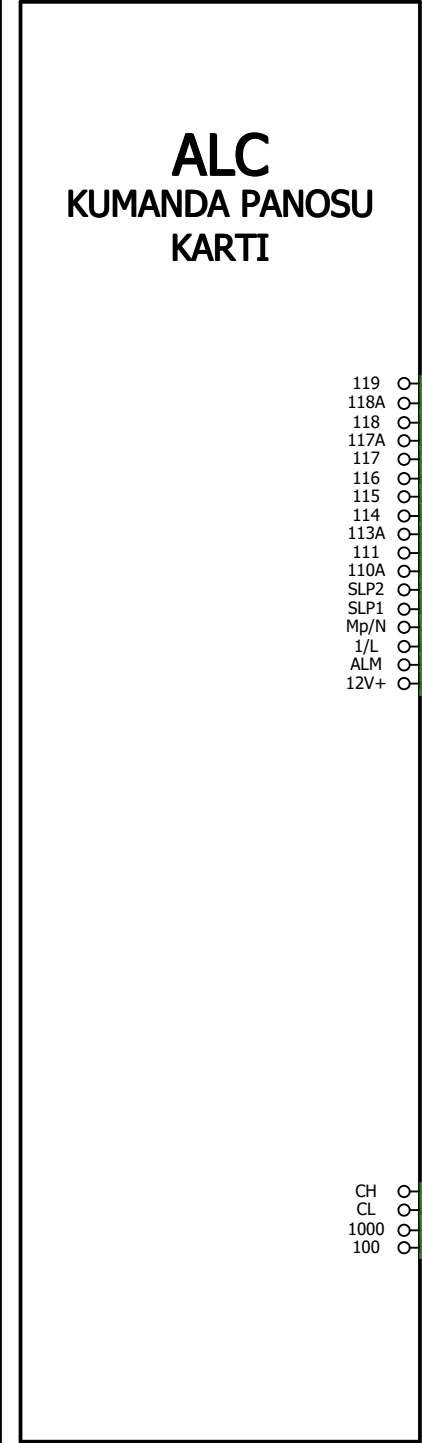 ALC
KUMANDA PANOSU
KARTI
119
118A
118
117A
117
116
115
114
113A
111
110A
SLP2
SLP1
Mp/N
1/L
ALM
12V+
CH
CL
1000
100